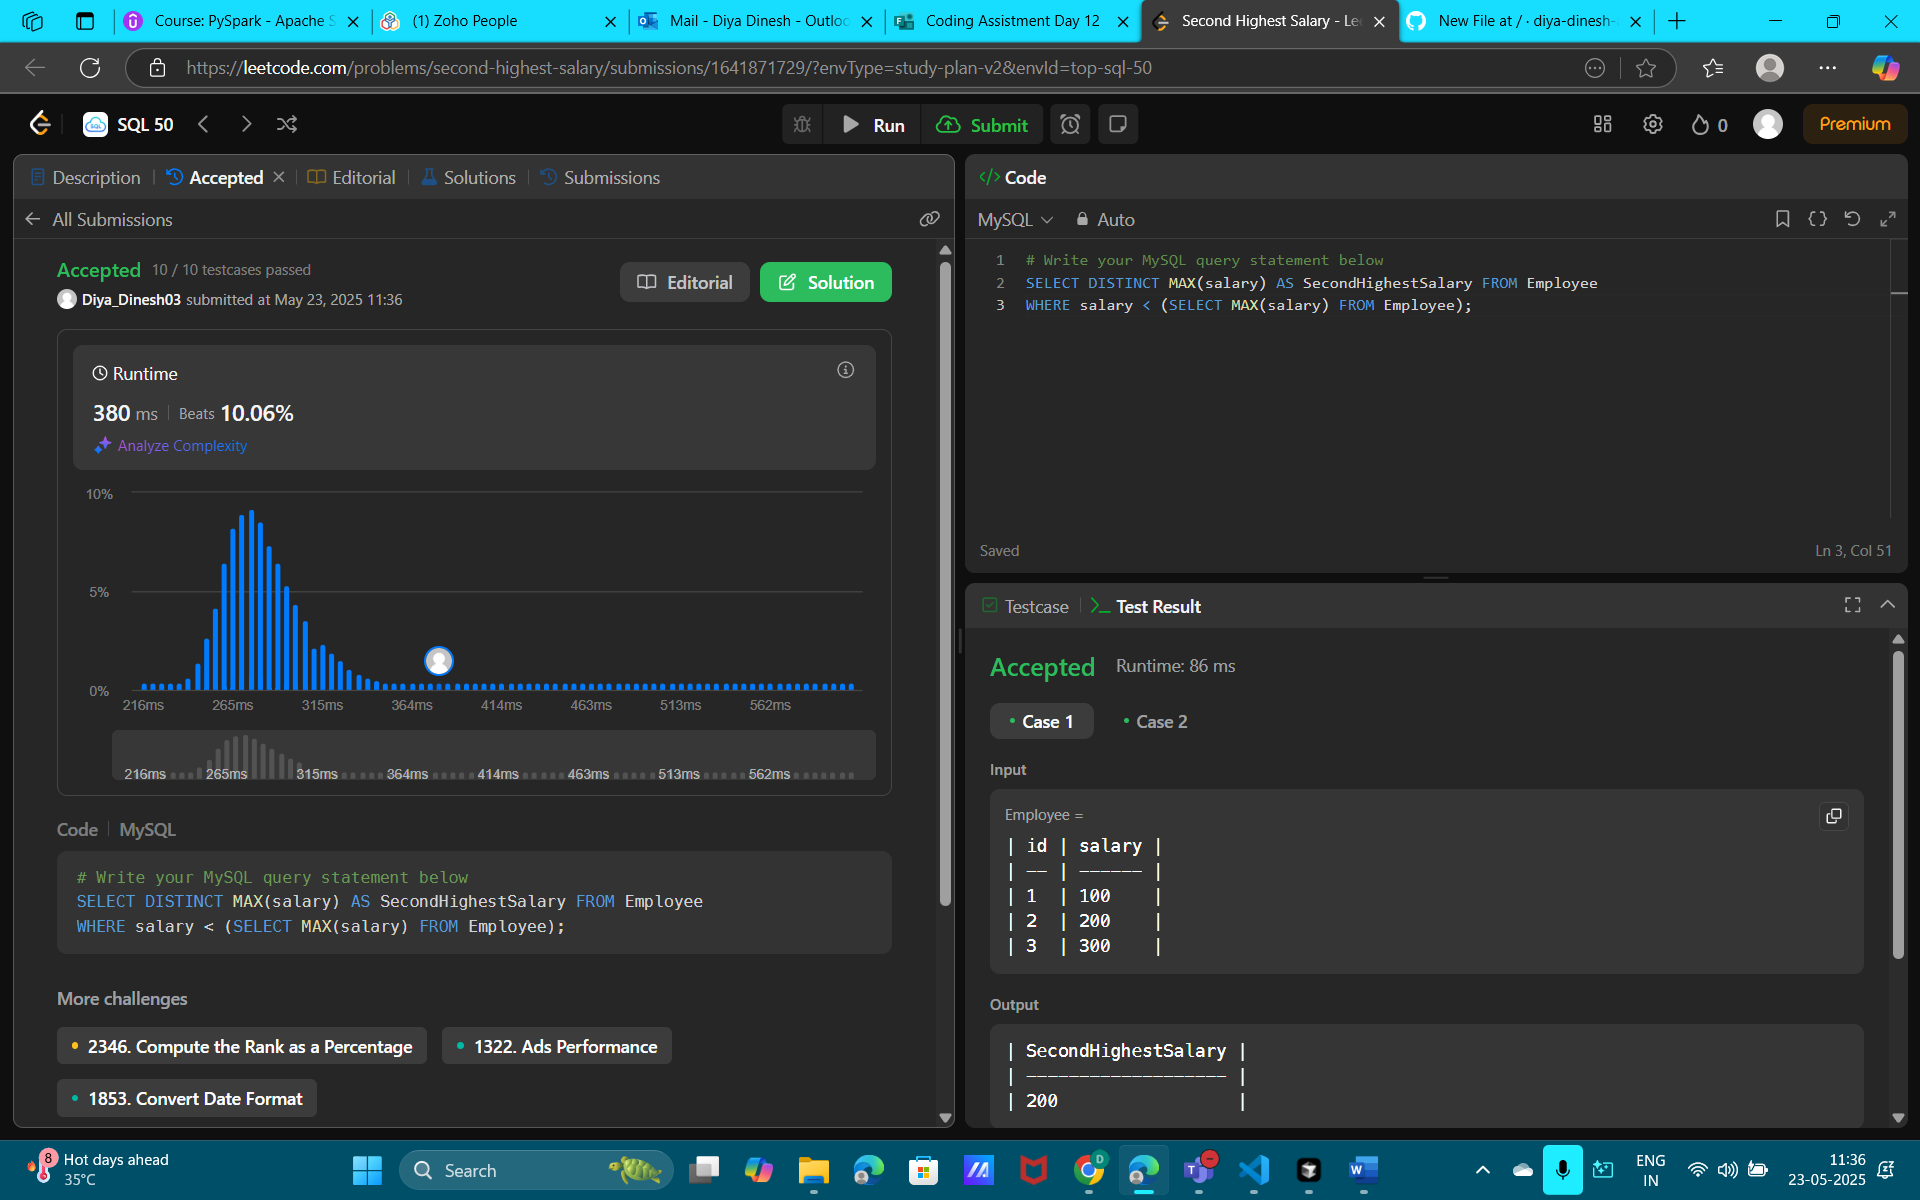 Course: PySpark - Apache S
(1) Zoho People
Mail - Diya Dinesh - Outloo
Coding Assistment Day 12
Second Highest Salary - Le
New File at / · diya-dinesh-
https://leetcode.com/problems/second-highest-salary/submissions/1641871729/?envType=study-plan-v2&envId=top-sql-50
SQL 50
Run
Submit
0
Premium
Description
Accepted
Editorial
Solutions
Submissions
All Submissions
Accepted 10 / 10 testcases passed
Diya_Dinesh03 submitted at May 23, 2025 11:36
Editorial
Solution
Runtime
380 ms
Beats 10.06%
Analyze Complexity
10%
5%
0%
216ms 265ms 315ms 364ms 414ms 463ms 513ms 562ms
216ms 265ms 315ms 364ms 414ms 463ms 513ms 562ms
Code
MySQL
# Write your MySQL query statement below
SELECT DISTINCT MAX(salary) AS SecondHighestSalary FROM Employee
WHERE salary < (SELECT MAX(salary) FROM Employee);
More challenges
2346. Compute the Rank as a Percentage
1322. Ads Performance
1853. Convert Date Format
</> Code
MySQL
Auto
1 # Write your MySQL query statement below
2 SELECT DISTINCT MAX(salary) AS SecondHighestSalary FROM Employee
3 WHERE salary < (SELECT MAX(salary) FROM Employee);
Saved
Ln 3, Col 51
Testcase
Test Result
Accepted Runtime: 86 ms
Case 1
Case 2
Input
Employee =
| id | salary |
| -- | ------ |
| 1 | 100 |
| 2 | 200 |
| 3 | 300 |
Output
| SecondHighestSalary |
| ------------------- |
| 200 |
8
Hot days ahead
35°C
Search
D
ENG
IN
11:36
23-05-2025